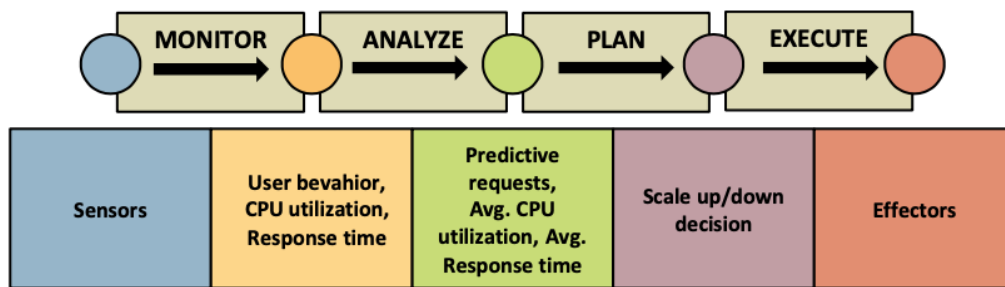 MONITOR
ANALYZE
PLAN
EXECUTE
Sensors
User bevahior,
CPU utilization,
Response time
Predictive
requests,
Avg. CPU
utilization, Avg.
Response time
Scale up/down
decision
Effectors